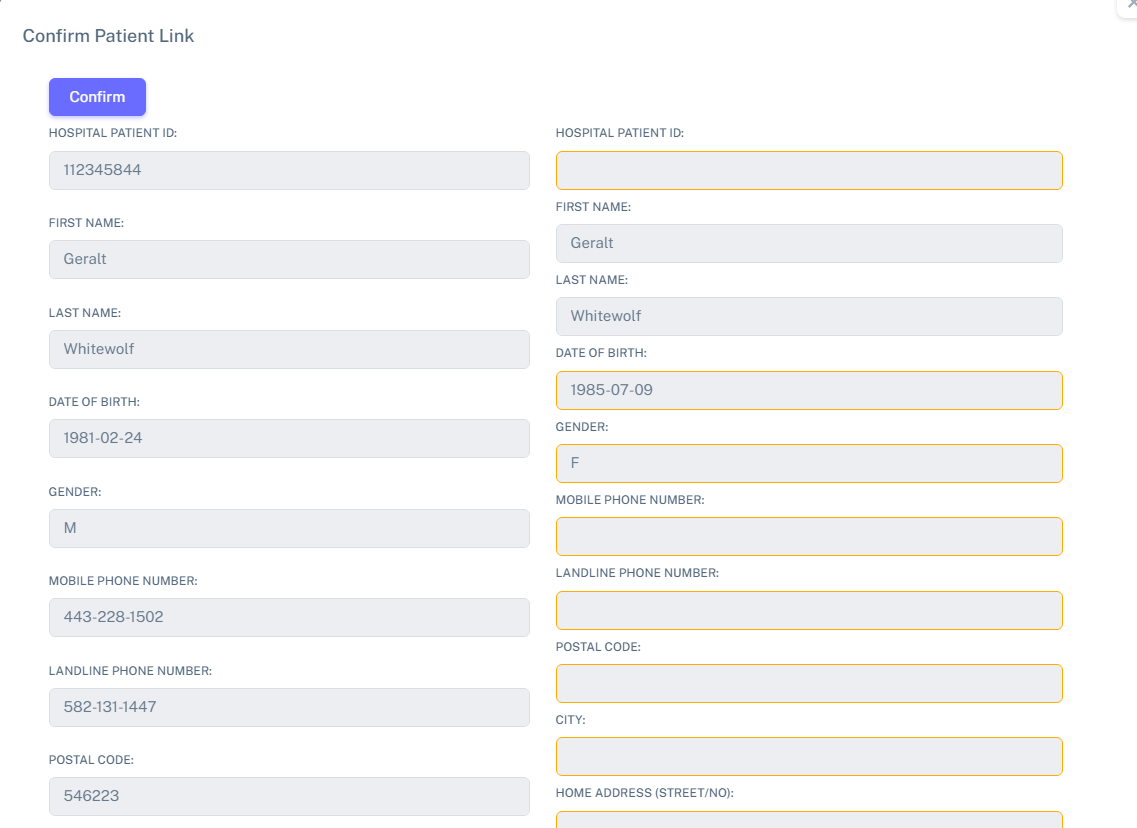 Confirm Patient Link
Confirm
HOSPITAL PATIENT ID:
112345844
FIRST NAME:
Geralt
LAST NAME:
Whitewolf
DATE OF BIRTH:
1981-02-24
GENDER:
M
MOBILE PHONE NUMBER:
443-228-1502
LANDLINE PHONE NUMBER:
582-131-1447
POSTAL CODE:
546223
HOSPITAL PATIENT ID:
FIRST NAME:
Geralt
LAST NAME:
Whitewolf
DATE OF BIRTH:
1985-07-09
GENDER:
F
MOBILE PHONE NUMBER:
LANDLINE PHONE NUMBER:
POSTAL CODE:
CITY:
HOME ADDRESS (STREET/NO):